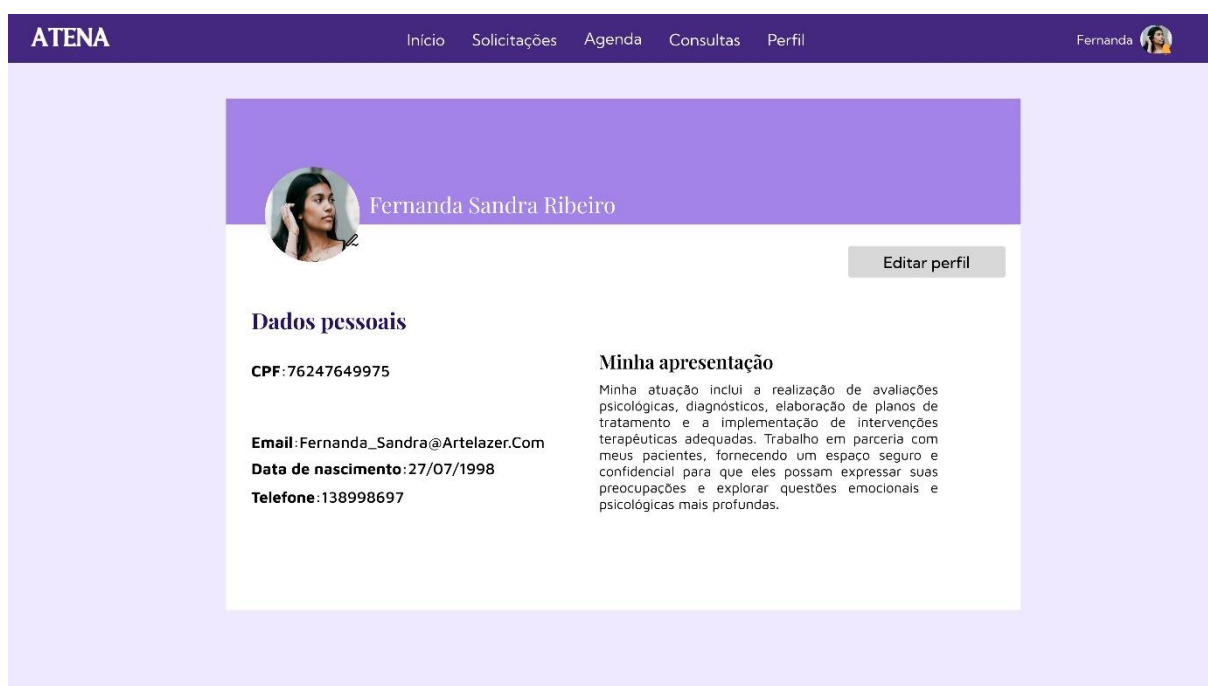 ATENA
Início Solicitações Agenda Consultas Perfil
Fernanda
Fernanda Sandra Ribeiro
Editar perfil
Dados pessoais
CPF:76247649975
Email:Fernanda_Sandra@Artelazer.Com
Data de nascimento:27/07/1998
Telefone:138998697
Minha apresentação
Minha atuação inclui a realização de avaliações
psicológicas, diagnósticos, elaboração de planos de
tratamento e a implementação de intervenções
terapêuticas adequadas. Trabalho em parceria com
meus pacientes, fornecendo um espaço seguro e
confidencial para que eles possam expressar suas
preocupações e explorar questões emocionais e
psicológicas mais profundas.